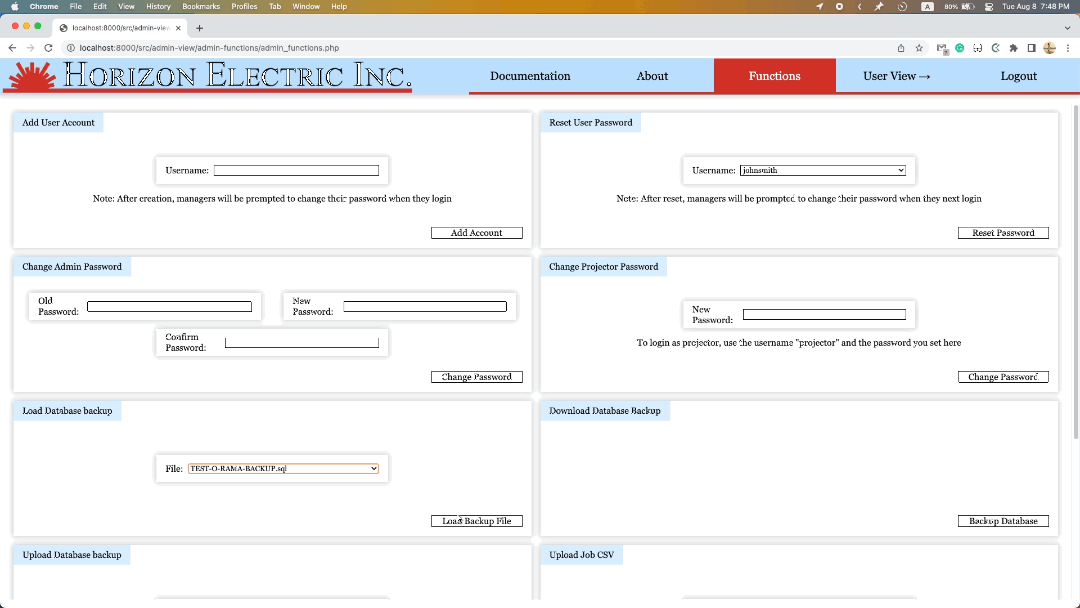 Chrome File Edit View History Bookmarks Profiles Tab Window Help
A 80% Tue Aug 8 7:48 PM
localhost:8000/src/admin-view
localhost:8000/src/admin-view/admin-functions/admin_functions.php
HORIZON ELECTRIC INC.
Documentation About Functions User View → Logout
Add User Account
Username:
Note: After creation, managers will be prompted to change their password when they login
Add Account
Reset User Password
Username: johnsmith
Note: After reset, managers will be prompted to change their password when they next login
Reset Password
Change Admin Password
Old
Password:
New
Password:
Confirm
Password:
Change Password
Change Projector Password
New
Password:
To login as projector, use the username "projector" and the password you set here
Change Password
Load Database backup
File: TEST-O-RAMA-BACKUP.sql
Load Backup File
Download Database Backup
Backup Database
Upload Database backup
Upload Job CSV